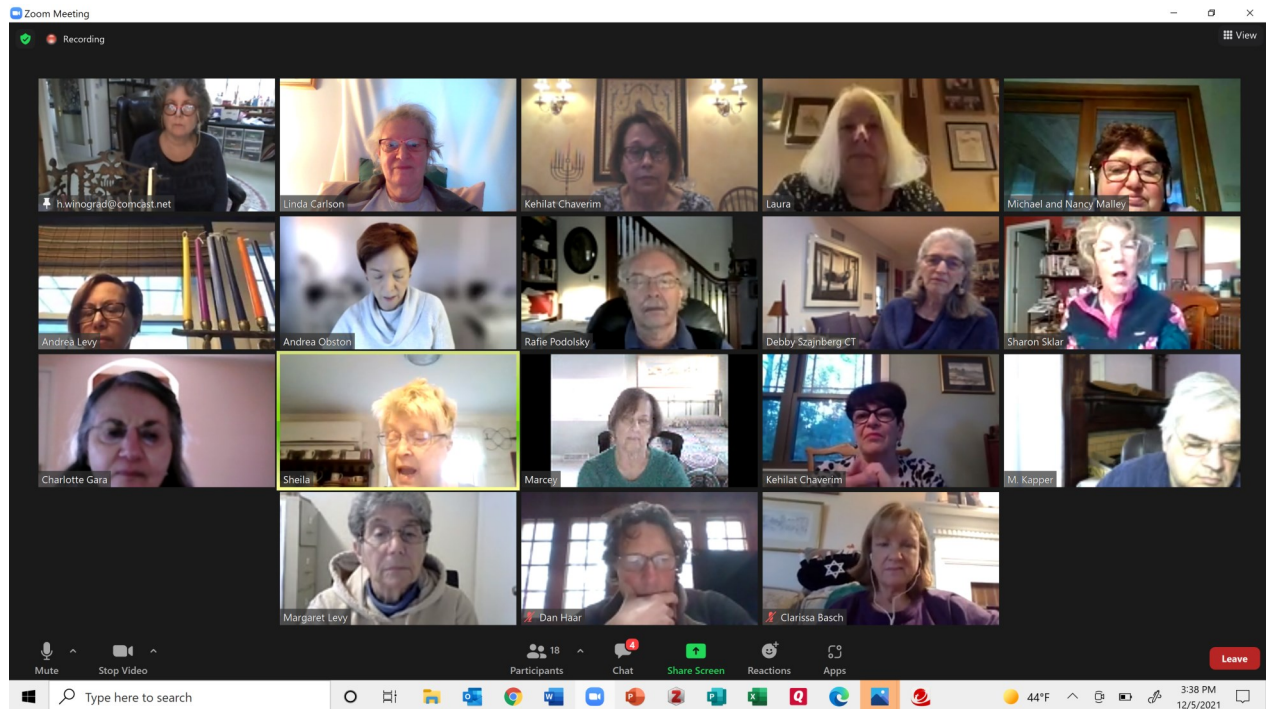 Zoom Meeting
Recording
View
h.winograd@comcast.net
Linda Carlson
Kehilat Chaverim
Laura
Michael and Nancy Malley
Andrea Levy
Andrea Obston
Rafie Podolsky
Debby Szajnberg CT
Sharon Sklar
Charlotte Gara
Sheila
Marcey
Kehilat Chaverim
M. Kapper
Margaret Levy
Dan Haar
Clarissa Basch
Mute
Stop Video
18
Participants
4
Chat
Share Screen
Reactions
Apps
Leave
Type here to search
44°F
3:38 PM
12/5/2021